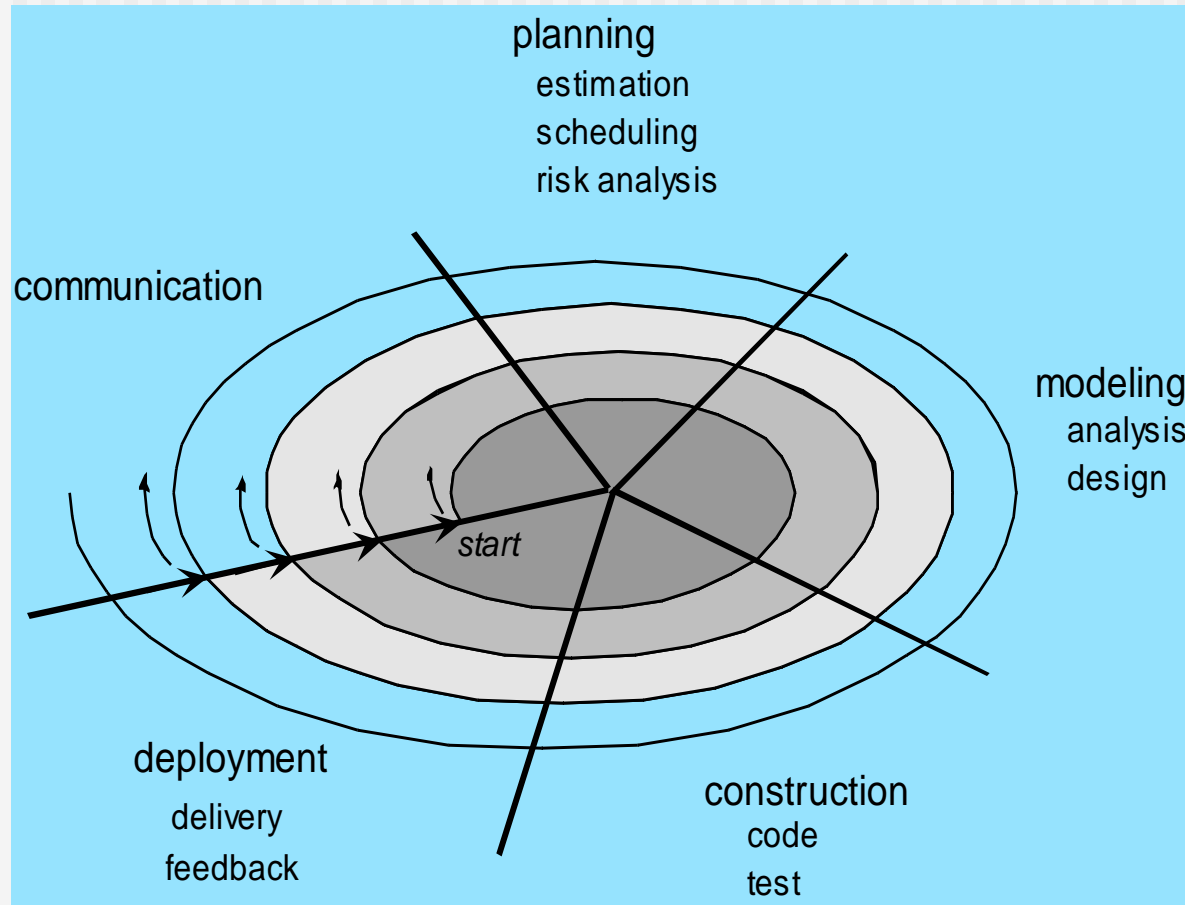 planning
estimation
scheduling
risk analysis
communication
modeling
analysis
design
start
deployment
delivery
feedback
construction
code
test